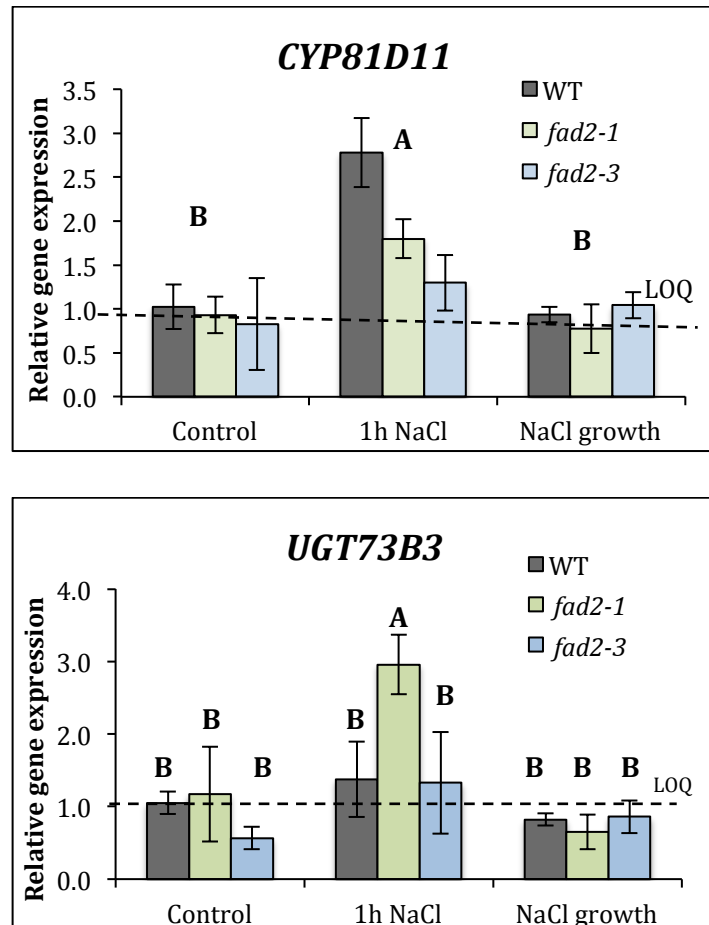 CYP81D11
Relative gene expression
3.5
3.0
2.5
2.0
1.5
1.0
0.5
0.0
WT
fad2-1
fad2-3
B
A
B
LOQ
Control
1h NaCl
NaCl growth
UGT73B3
Relative gene expression
4.0
3.0
2.0
1.0
0.0
WT
fad2-1
fad2-3
B
B
B
B
A
B
B
B
B
LOQ
Control
1h NaCl
NaCl growth